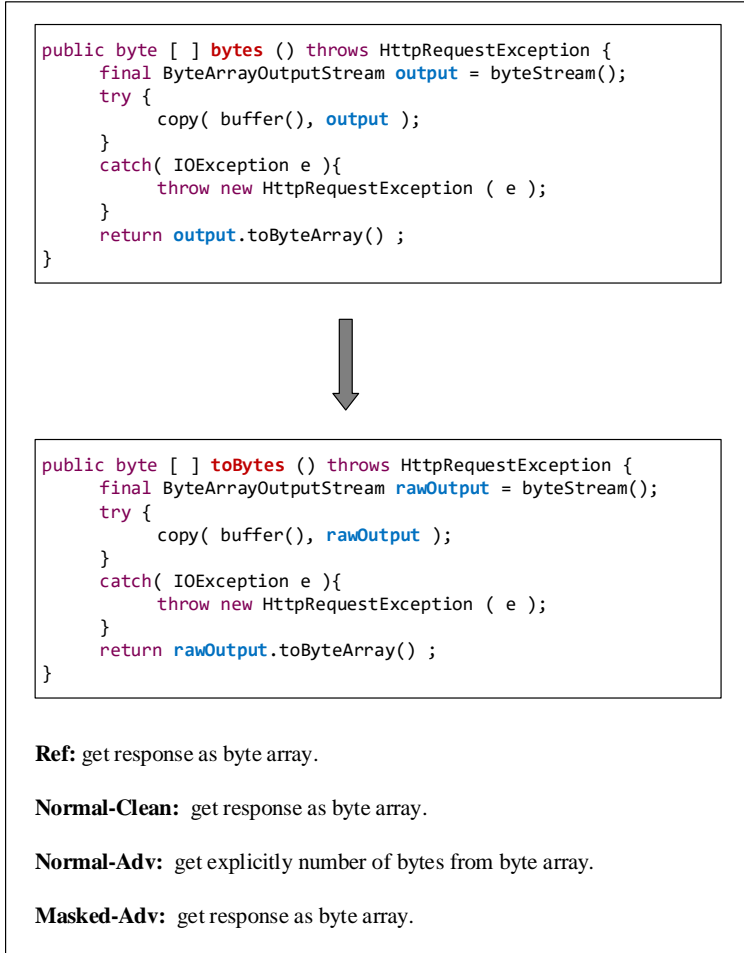 public byte [ ] bytes () throws HttpRequestException {
final ByteArrayOutputStream output = byteStream();
try {
copy( buffer(), output );
}
catch( IOException e ){
throw new HttpRequestException ( e );
}
return output.toByteArray() ;
}
public byte [ ] toBytes () throws HttpRequestException {
final ByteArrayOutputStream rawOutput = byteStream();
try {
copy( buffer(), rawOutput );
}
catch( IOException e ){
throw new HttpRequestException ( e );
}
return rawOutput.toByteArray() ;
}
Ref: get response as byte array.
Normal-Clean: get response as byte array.
Normal-Adv: get explicitly number of bytes from byte array.
Masked-Adv: get response as byte array.